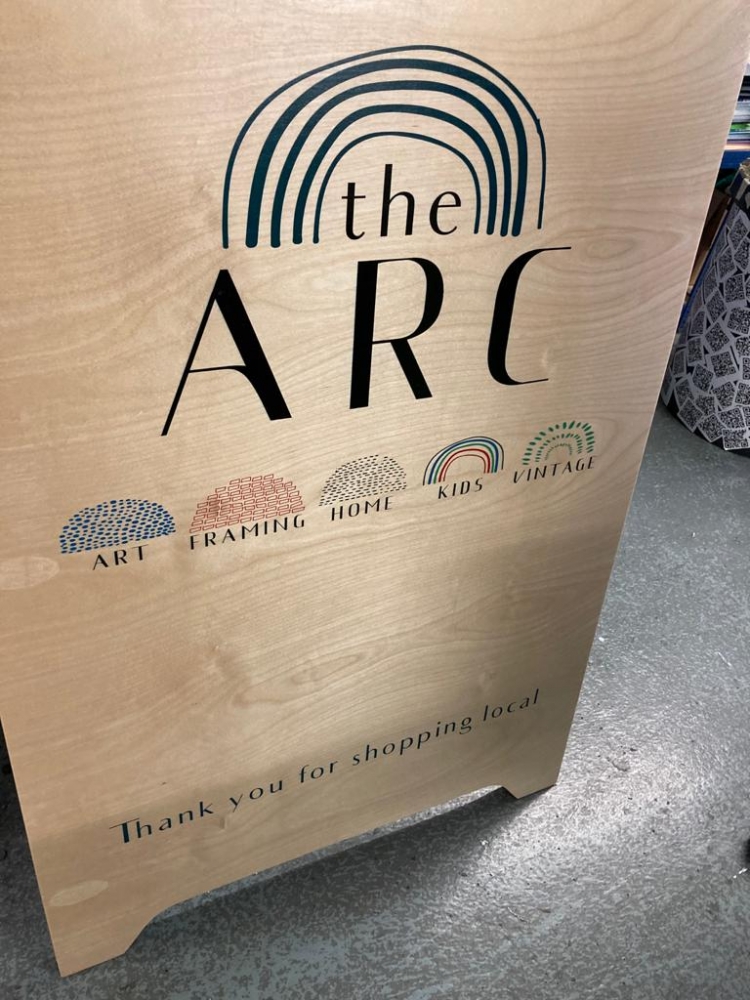 the
ARC
ART FRAMING HOME KIDS VINTAGE
Thank you for shopping local